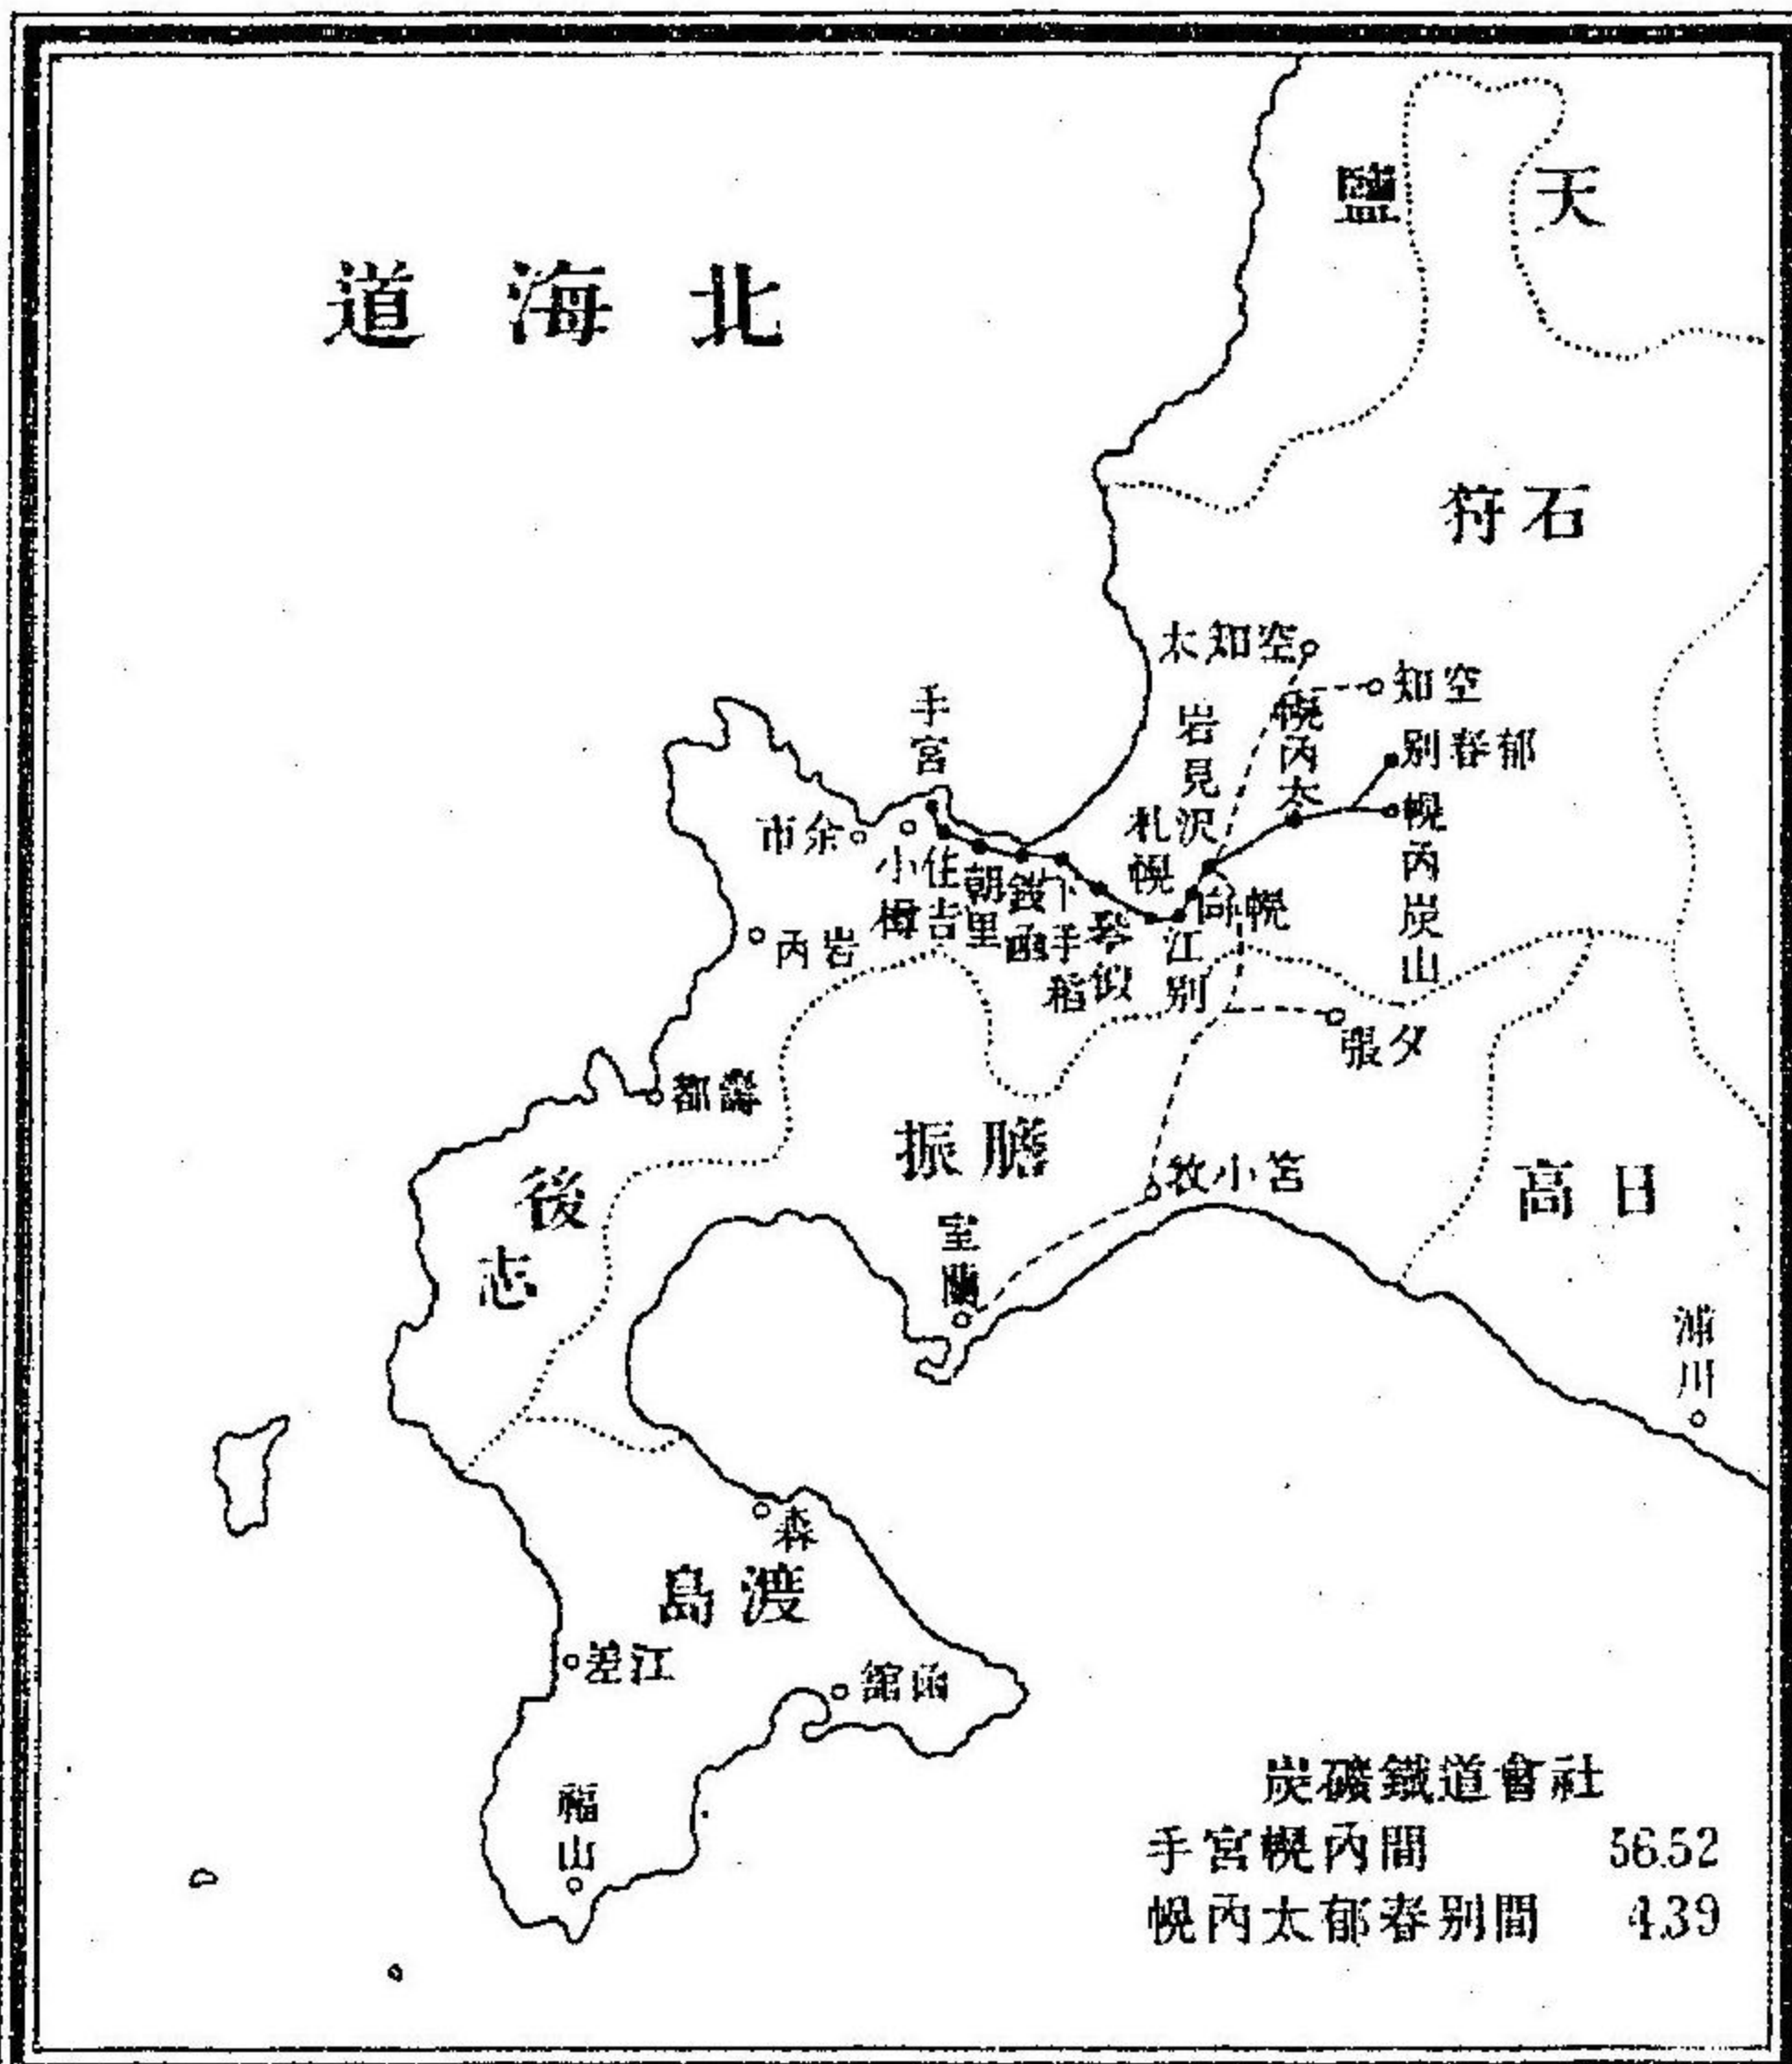 北海道
天鹽
石狩
空知太
空知
幌內太
岩見沢
郁春別
幌內炭山
手宮
札幌
余市
小樽
住吉
朝里
錢函
下手稻
琴似
江別
幌向
岩內
夕張
壽都
膽振
後志
苫小牧
日高
室蘭
浦川
森
渡島
江差
函館
福山
炭礦鐵道會社
手宮幌內間 56.52
幌內太郁春別間 4.39